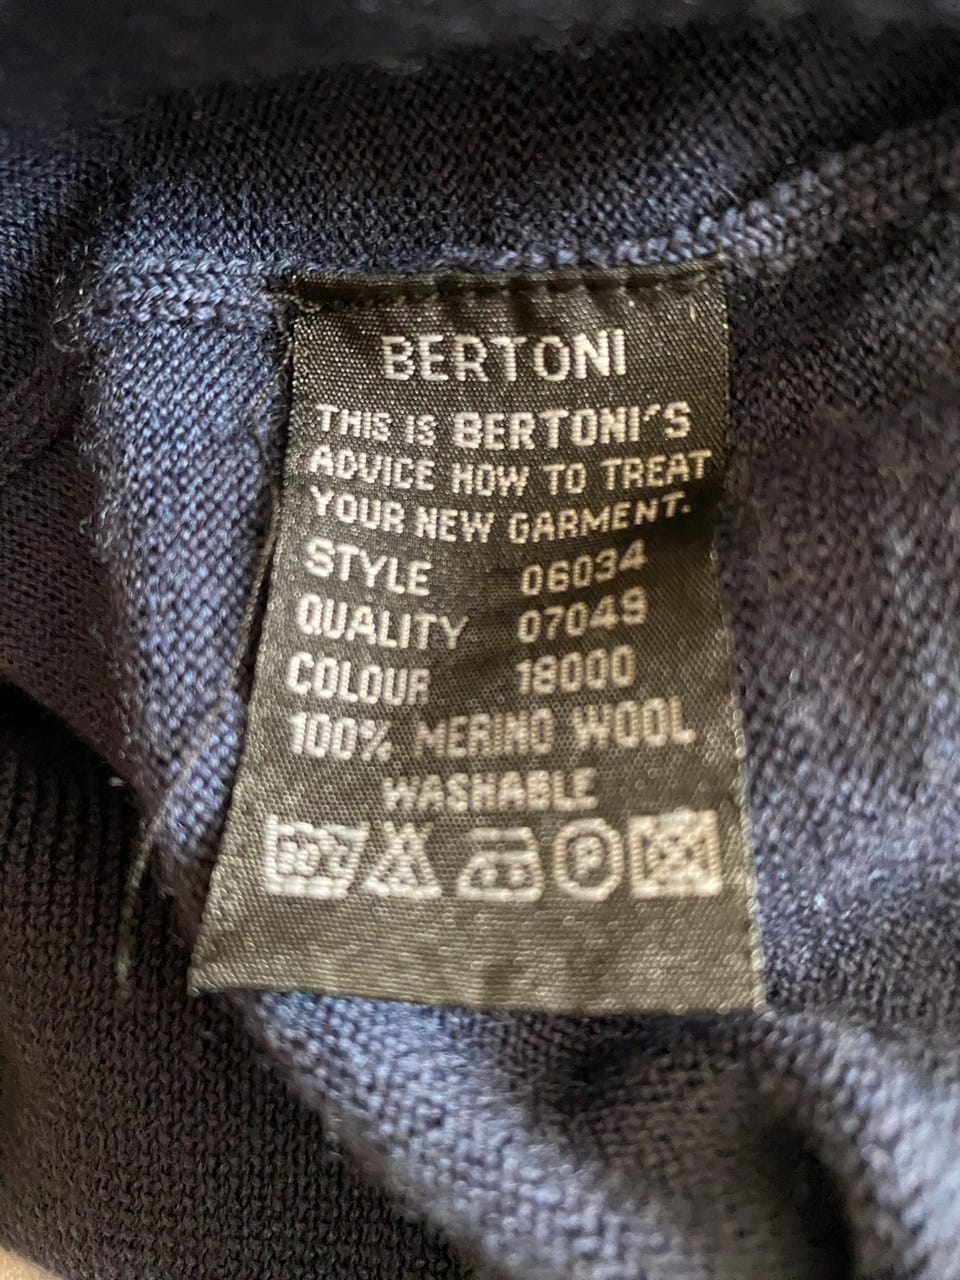 BERTONI
THIS IS BERTONI'S
ADVICE HOW TO TREAT
YOUR NEW GARMENT.
STYLE 06034
QUALITY 07049
COLOUR 18000
100% MERINO WOOL
WASHABLE
P